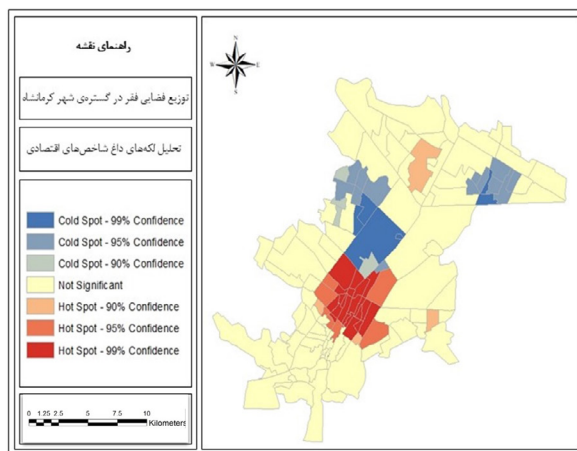 راهنمای نقشه
توزیع فضایی فقر در گستره‌ی شهر کرمانشاه
تحلیل لکه‌های داغ شاخص‌های اقتصادی
Cold Spot - 99% Confidence
Cold Spot - 95% Confidence
Cold Spot - 90% Confidence
Not Significant
Hot Spot - 90% Confidence
Hot Spot - 95% Confidence
Hot Spot - 99% Confidence
0 1.25 2.5 5 7.5 10
Kilometers
N
W E
S